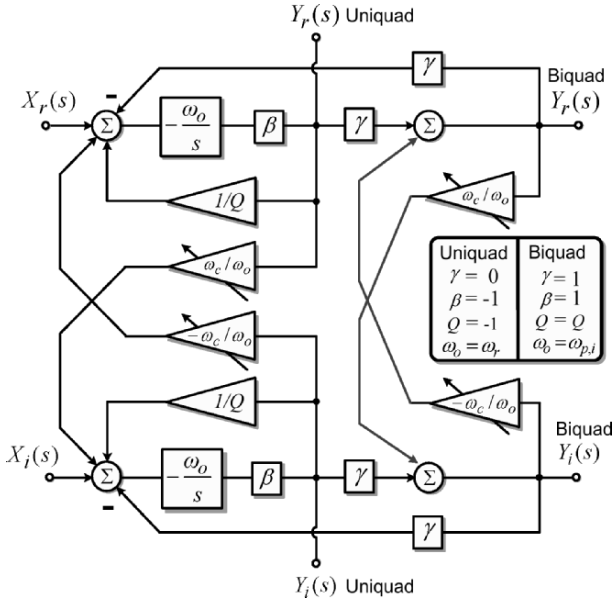 Yr(s) Uniquad
γ
Biquad
Xr(s)
-
Yr(s)
Σ
-ωo/s
β
γ
Σ
1/Q
ωc/ωo
ωc/ωo
Uniquad
γ = 0
β = -1
Q = -1
ωo = ωr
Biquad
γ = 1
β = 1
Q = Q
ωo = ωp,i
-ωc/ωo
1/Q
-ωc/ωo
Biquad
Xi(s)
Yi(s)
Σ
-ωo/s
β
γ
Σ
-
γ
Yi(s) Uniquad